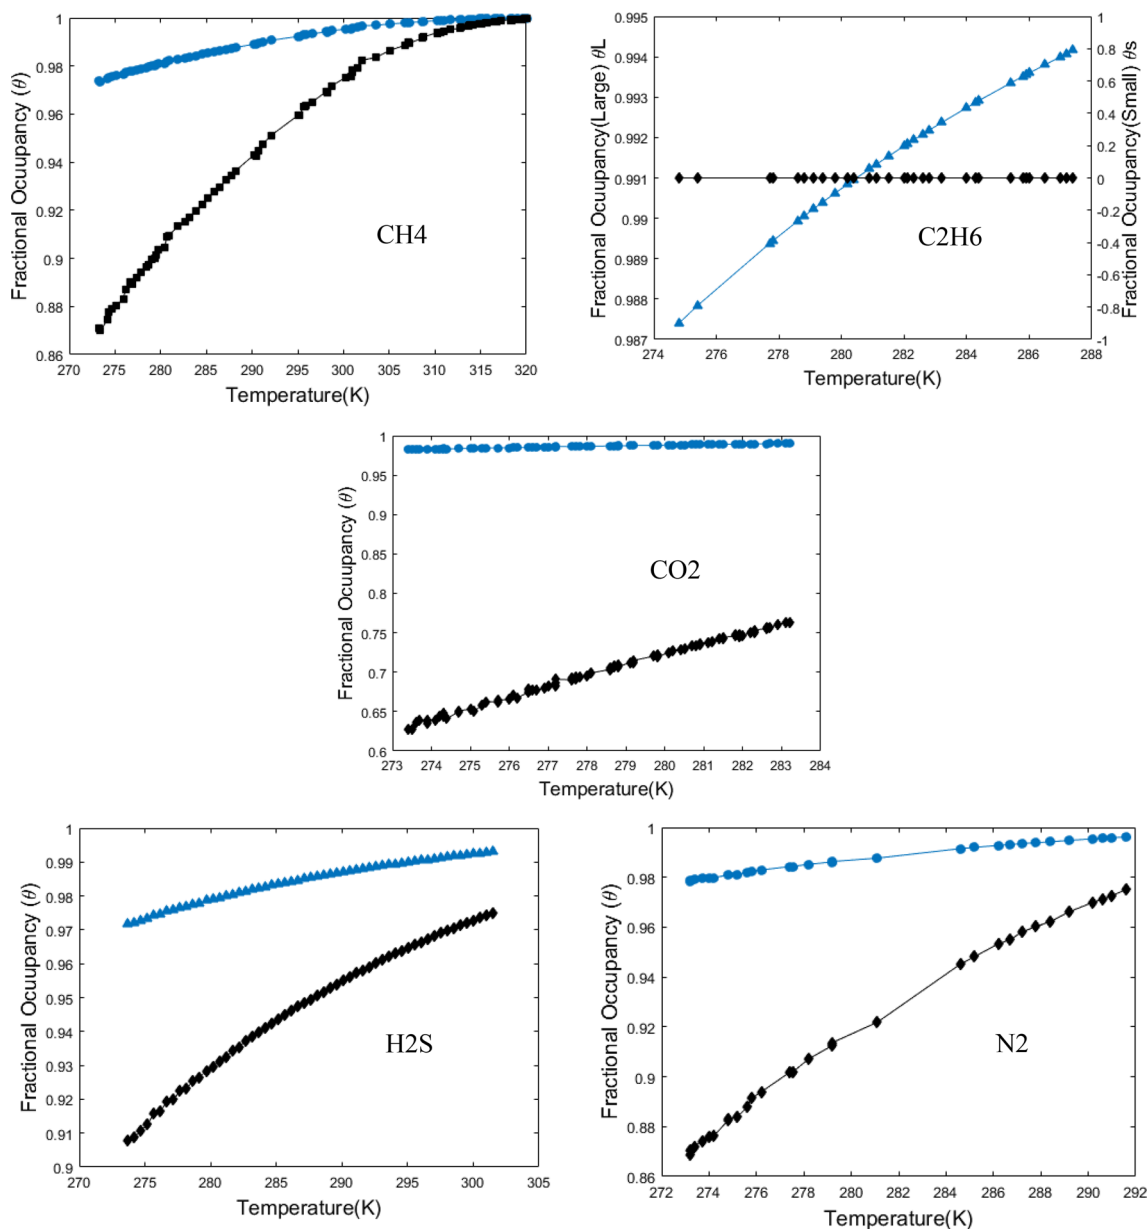 1
0.98
0.96
0.94
0.92
0.9
0.88
0.86
Fractional Ocuupancy (θ)
270 275 280 285 290 295 300 305 310 315 320
Temperature(K)
CH4
0.995
0.994
0.993
0.992
0.991
0.99
0.989
0.988
0.987
Fractional Ocuupancy(Large) θL
1
0.8
0.6
0.4
0.2
0
-0.2
-0.4
-0.6
-0.8
-1
Fractional Ocuupancy(Small) θs
274 276 278 280 282 284 286 288
Temperature(K)
C2H6
1
0.95
0.9
0.85
0.8
0.75
0.7
0.65
0.6
Fractional Ocuupancy (θ)
273 274 275 276 277 278 279 280 281 282 283 284
Temperature(K)
CO2
1
0.99
0.98
0.97
0.96
0.95
0.94
0.93
0.92
0.91
0.9
Fractional Ocuupancy (θ)
270 275 280 285 290 295 300 305
Temperature(K)
H2S
1
0.98
0.96
0.94
0.92
0.9
0.88
0.86
Fractional Occupancy (θ)
272 274 276 278 280 282 284 286 288 290 292
Temperature(K)
N2